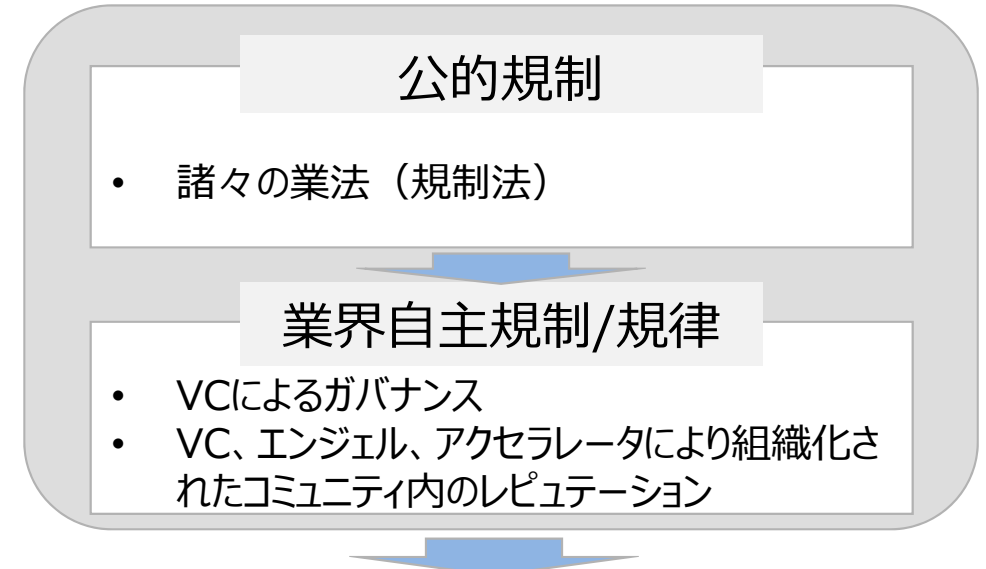 公的規制
• 諸々の業法（規制法）
業界自主規制/規律
• VCによるガバナンス
• VC、エンジェル、アクセラレータにより組織化さ
れたコミュニティ内のレピュテーション